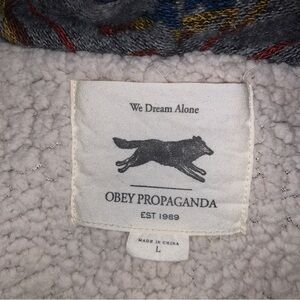 We Dream Alone
OBEY PROPAGANDA
EST 1989
MADE IN CHINA
L